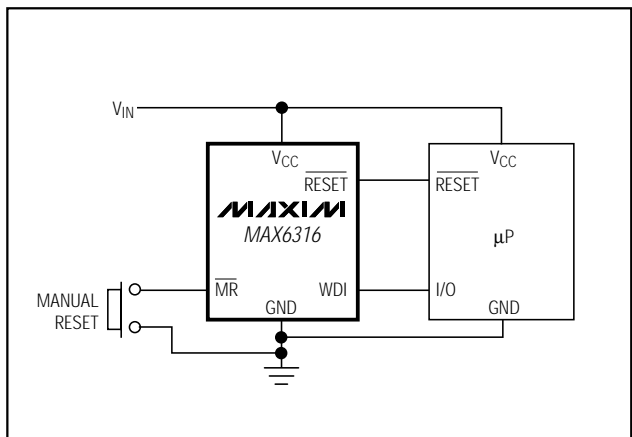 VIN
VCC
VCC
RESET
RESET
MAXIM
MAX6316
µP
MR
WDI
I/O
MANUAL
RESET
GND
GND